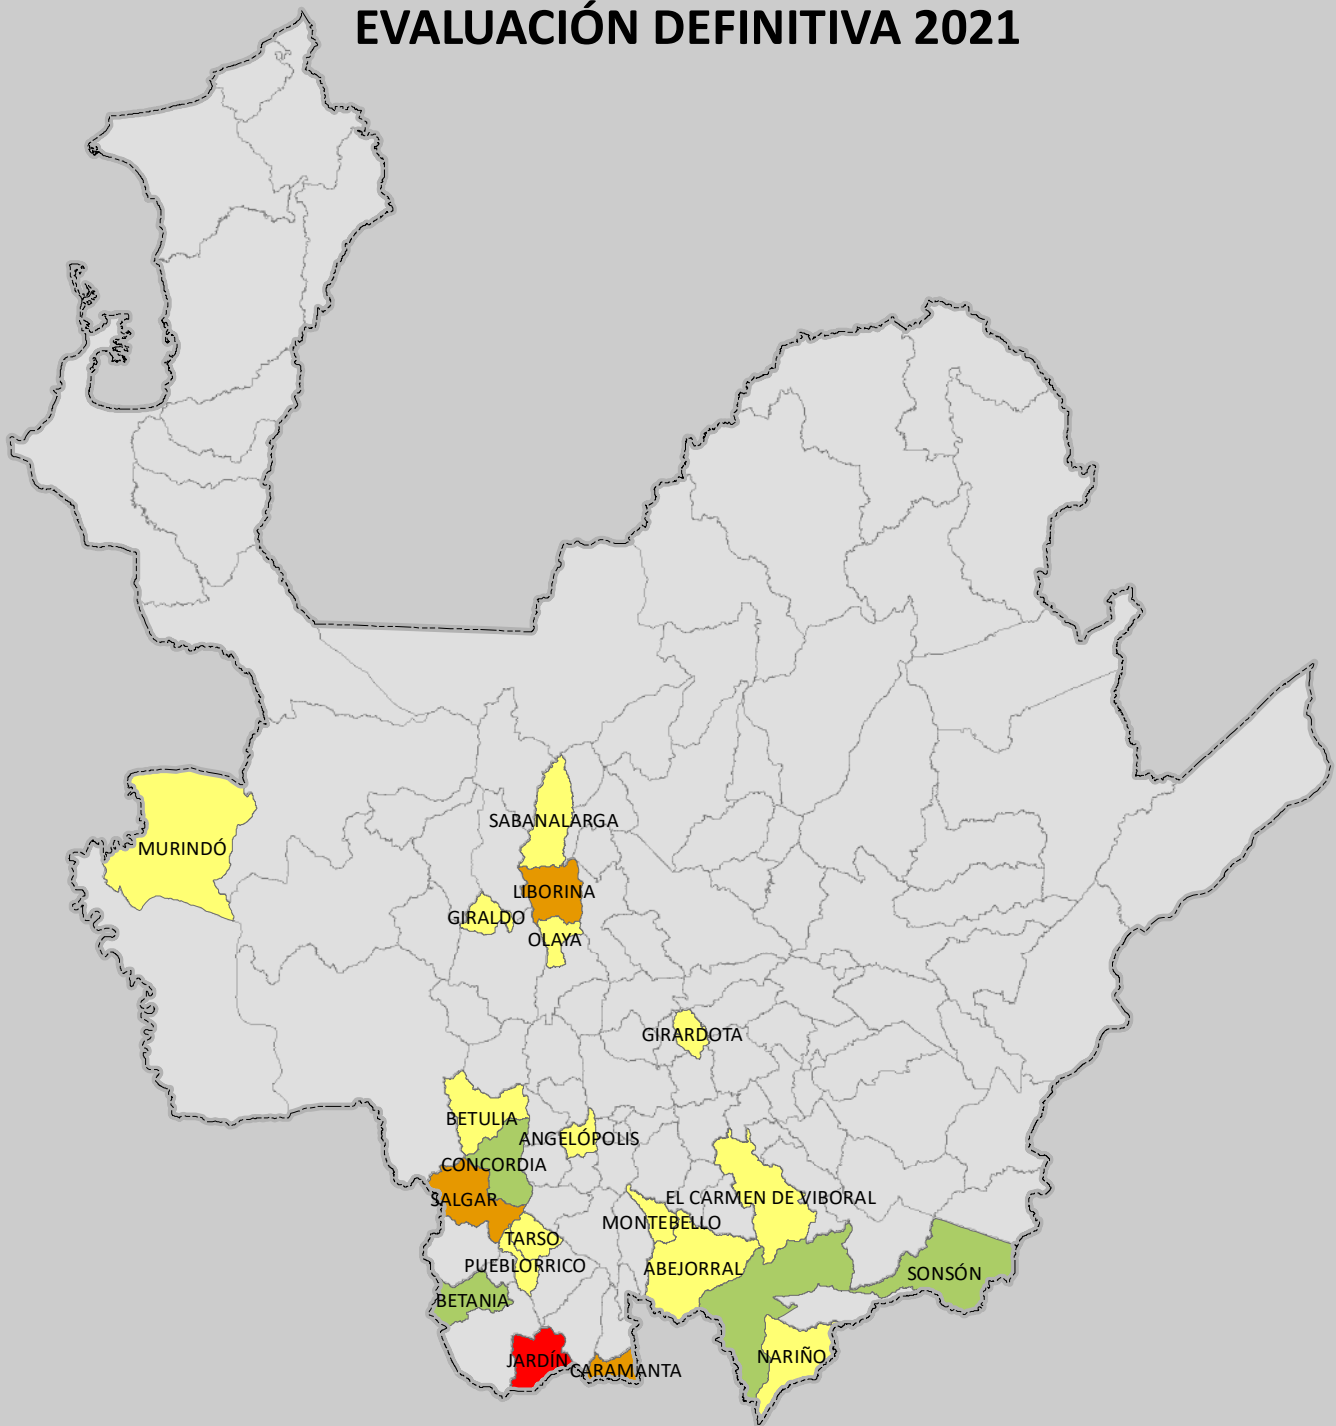 EVALUACIÓN DEFINITIVA 2021
SABANALARGA
MURINDÓ
LIBORINA
GIRALDO
OLAYA
GIRARDOTA
BETULIA
ANGELÓPOLIS
CONCORDIA
SALGAR
EL CARMEN DE VIBORAL
MONTEBELLO
TARSO
PUEBLORRICO
ABEJORRAL
SONSÓN
BETANIA
NARIÑO
JARDÍN
CARAMANTA